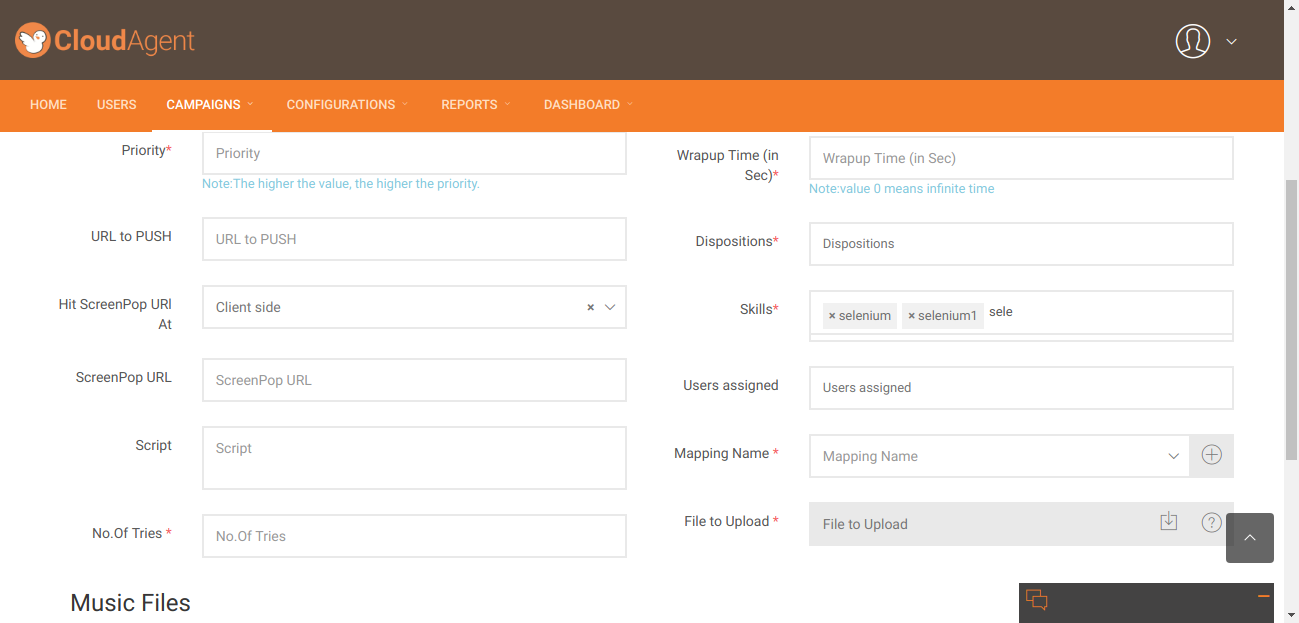 CloudAgent
HOME USERS CAMPAIGNS CONFIGURATIONS REPORTS DASHBOARD
Priority*
Priority
Note:The higher the value, the higher the priority.
URL to PUSH
URL to PUSH
Hit ScreenPop URl
At
Client side
×
ScreenPop URL
ScreenPop URL
Script
Script
No.Of Tries *
No.Of Tries
Wrapup Time (in
Sec)*
Wrapup Time (in Sec)
Note:value 0 means infinite time
Dispositions*
Dispositions
Skills*
× selenium × selenium1 sele
Users assigned
Users assigned
Mapping Name *
Mapping Name
File to Upload *
File to Upload
?
Music Files